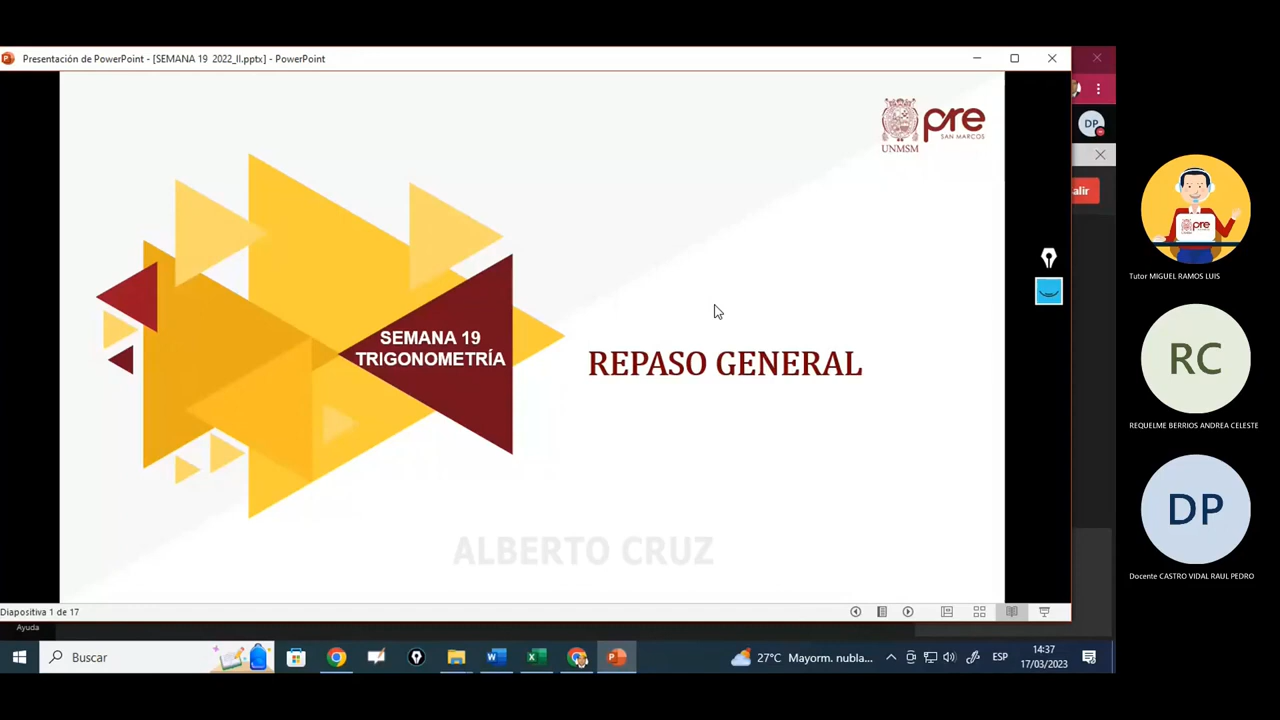 Presentación de PowerPoint - [SEMANA 19 2022_II.pptx] - PowerPoint
pre
SAN MARCOS
UNMSM
DP
alir
pre
Tutor MIGUEL RAMOS LUIS
SEMANA 19
TRIGONOMETRÍA
REPASO GENERAL
RC
REQUELME BERRIOS ANDREA CELESTE
DP
Docente CASTRO VIDAL RAUL PEDRO
ALBERTO CRUZ
Diapositiva 1 de 17
Ayuda
Buscar
27°C Mayorm. nubla...
ESP
14:37
17/03/2023